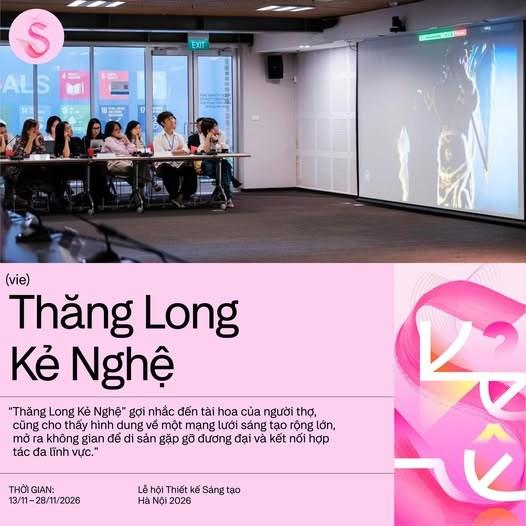 S
EXIT
GOALS
(vie)
Thăng Long
Kẻ Nghệ
“Thăng Long Kẻ Nghệ” gợi nhắc đến tài hoa của người thợ,
cũng cho thấy hình dung về một mạng lưới sáng tạo rộng lớn,
mở ra không gian để di sản gặp gỡ đương đại và kết nối hợp
tác đa lĩnh vực.”
THỜI GIAN:
13/11 – 28/11/2026
Lễ hội Thiết kế Sáng tạo
Hà Nội 2026